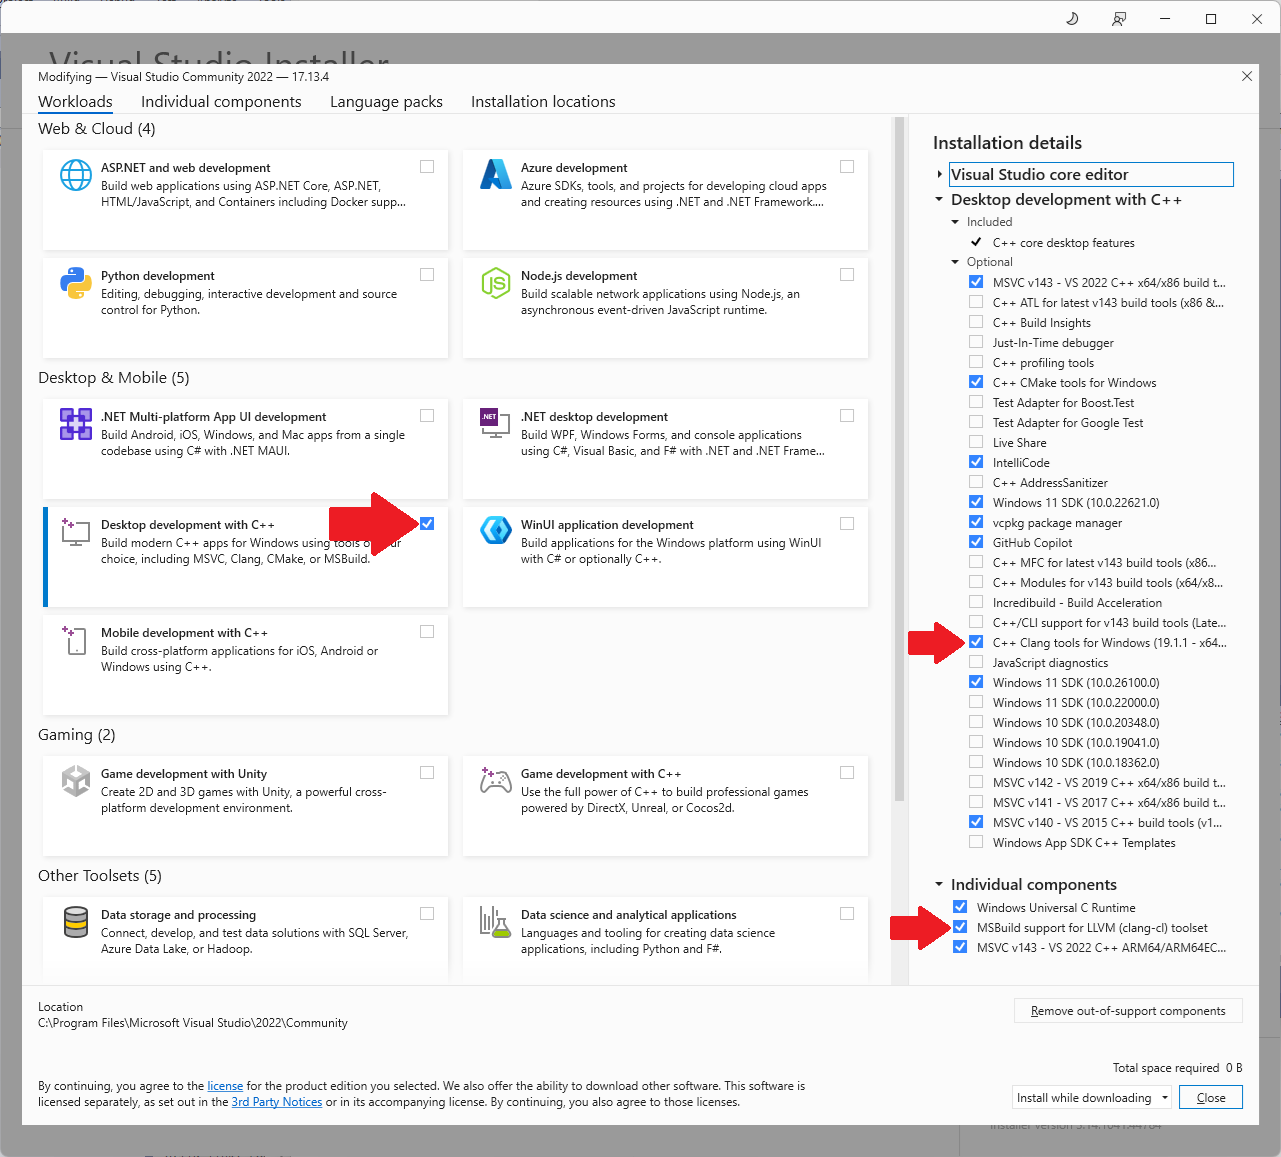 Visual Studio Installer
Modifying — Visual Studio Community 2022 — 17.13.4
Workloads
Individual components
Language packs
Installation locations
Web & Cloud (4)
ASP.NET and web development
Build web applications using ASP.NET Core, ASP.NET,
HTML/JavaScript, and Containers including Docker supp...
Azure development
Azure SDKs, tools, and projects for developing cloud apps
and creating resources using .NET and .NET Framework....
Python development
Editing, debugging, interactive development and source
control for Python.
Node.js development
Build scalable network applications using Node.js, an
asynchronous event-driven JavaScript runtime.
Desktop & Mobile (5)
.NET Multi-platform App UI development
Build Android, iOS, Windows, and Mac apps from a single
codebase using C# with .NET MAUI.
.NET
.NET desktop development
Build WPF, Windows Forms, and console applications
using C#, Visual Basic, and F# with .NET and .NET Frame...
Desktop development with C++
Build modern C++ apps for Windows using tools
choice, including MSVC, Clang, CMake, or MSBuild.
WinUI application development
Build applications for the Windows platform using WinUI
with C# or optionally C++.
Mobile development with C++
Build cross-platform applications for iOS, Android or
Windows using C++.
Gaming (2)
Game development with Unity
Create 2D and 3D games with Unity, a powerful cross-
platform development environment.
Game development with C++
Use the full power of C++ to build professional games
powered by DirectX, Unreal, or Cocos2d.
Other Toolsets (5)
Data storage and processing
Connect, develop, and test data solutions with SQL Server,
Azure Data Lake, or Hadoop.
Data science and analytical applications
Languages and tooling for creating data science
applications, including Python and F#.
Installation details
Visual Studio core editor
Desktop development with C++
Included
C++ core desktop features
Optional
MSVC v143 - VS 2022 C++ x64/x86 build t...
C++ ATL for latest v143 build tools (x86 &...
C++ Build Insights
Just-In-Time debugger
C++ profiling tools
C++ CMake tools for Windows
Test Adapter for Boost.Test
Test Adapter for Google Test
Live Share
IntelliCode
C++ AddressSanitizer
Windows 11 SDK (10.0.22621.0)
vcpkg package manager
GitHub Copilot
C++ MFC for latest v143 build tools (x86...
C++ Modules for v143 build tools (x64/x8...
Incredibuild - Build Acceleration
C++/CLI support for v143 build tools (Late...
C++ Clang tools for Windows (19.1.1 - x64...
JavaScript diagnostics
Windows 11 SDK (10.0.26100.0)
Windows 11 SDK (10.0.22000.0)
Windows 10 SDK (10.0.20348.0)
Windows 10 SDK (10.0.19041.0)
Windows 10 SDK (10.0.18362.0)
MSVC v142 - VS 2019 C++ x64/x86 build t...
MSVC v141 - VS 2017 C++ x64/x86 build t...
MSVC v140 - VS 2015 C++ build tools (v1...
Windows App SDK C++ Templates
Individual components
Windows Universal C Runtime
MSBuild support for LLVM (clang-cl) toolset
MSVC v143 - VS 2022 C++ ARM64/ARM64EC...
Location
C:\Program Files\Microsoft Visual Studio\2022\Community
Remove out-of-support components
Total space required 0 B
By continuing, you agree to the license for the product edition you selected. We also offer the ability to download other software. This software is
licensed separately, as set out in the 3rd Party Notices or in its accompanying license. By continuing, you also agree to those licenses.
Install while downloading
Close